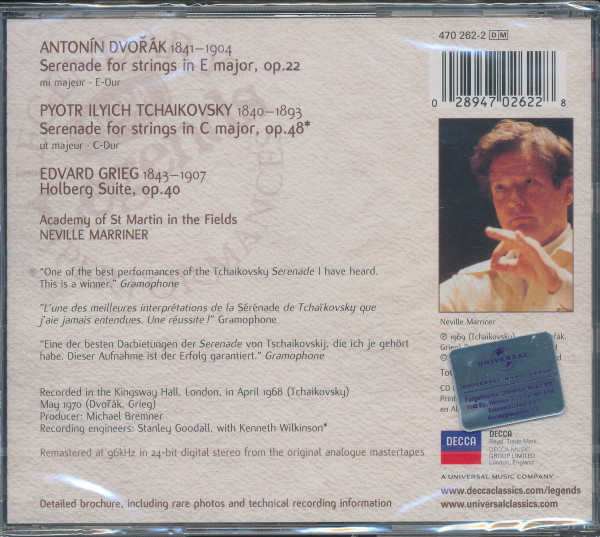 470 262-2 DM
ANTONÍN DVOŘÁK 1841–1904
Serenade for strings in E major, op.22
mi majeur · E-Dur
PYOTR ILYICH TCHAIKOVSKY 1840–1893
Serenade for strings in C major, op.48*
ut majeur · C-Dur
EDVARD GRIEG 1843–1907
Holberg Suite, op.40
Academy of St Martin in the Fields
NEVILLE MARRINER
0 28947 02622 8
"One of the best performances of the Tchaikovsky Serenade I have heard.
This is a winner." Gramophone
"L'une des meilleures interprétations de la Sérénade de Tchaïkovsky que
j'aie jamais entendues. Une réussite!" Gramophone
"Eine der besten Darbietungen der Serenade von Tschaikowskij, die ich je gehört
habe. Dieser Aufnahme ist der Erfolg garantiert." Gramophone
Recorded in the Kingsway Hall, London, in April 1968 (Tchaikovsky)
May 1970 (Dvořák, Grieg)
Producer: Michael Bremner
Recording engineers: Stanley Goodall, with Kenneth Wilkinson*
Remastered at 96kHz in 24-bit digital stereo from the original analogue mastertapes
Detailed brochure, including rare photos and technical recording information
Neville Marriner
℗ 1969 (Tchaikovsky)
UNIVERSAL
UNIVERSAL MUSIC
DECCA
DECCA
Regd. Trade Mark
DECCA MUSIC
GROUP LIMITED
London, England
A UNIVERSAL MUSIC COMPANY
www.deccaclassics.com/legends
www.universalclassics.com